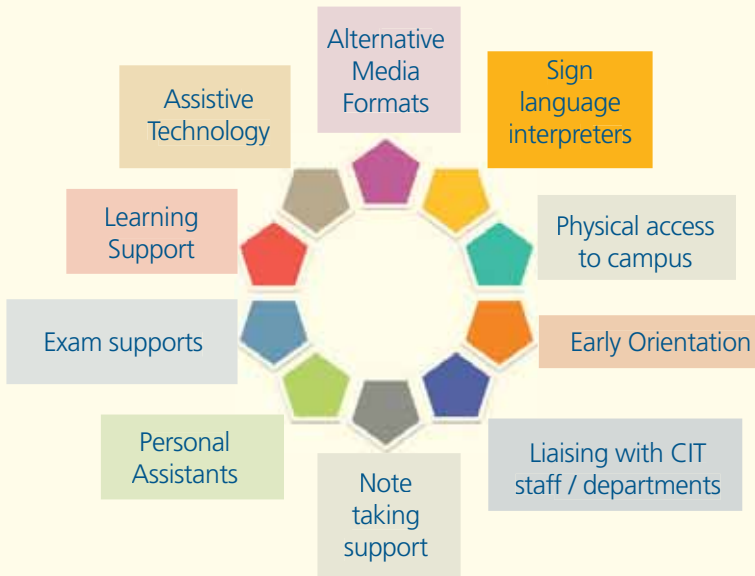 Alternative
Media
Formats
Sign
language
interpreters
Physical access
to campus
Early Orientation
Liaising with CIT
staff / departments
Note
taking
support
Personal
Assistants
Exam supports
Learning
Support
Assistive
Technology